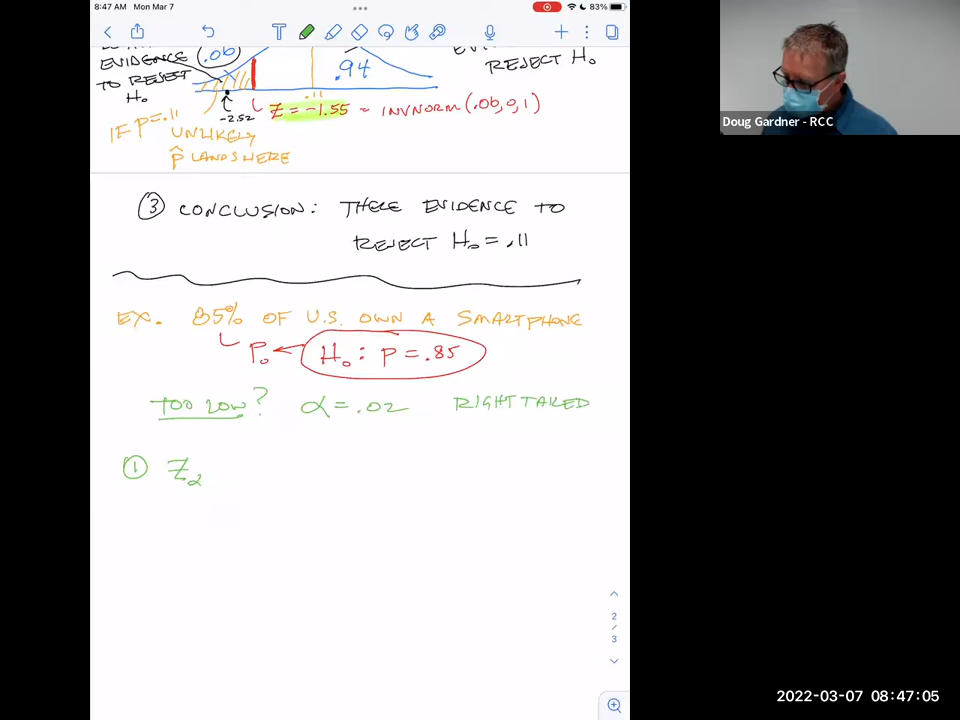 8:47 AM Mon Mar 7
83%
EVIDENCE
TO REJECT
H₀
.06
.94
REJECT H₀
-2.52
.11
Z = -1.55 = INVNORM(.06,0,1)
IF P=.11
UNLIKELY
p̂ LANDS HERE
③ CONCLUSION: THERE EVIDENCE TO
REJECT H₀ = .11
EX. 85% OF U.S. OWN A SMARTPHONE
P₀ ← H₀: P = .85
TOO LOW? α = .02 RIGHT TAILED
① Z₂
2
/
3
Doug Gardner - RCC
2022-03-07 08:47:05